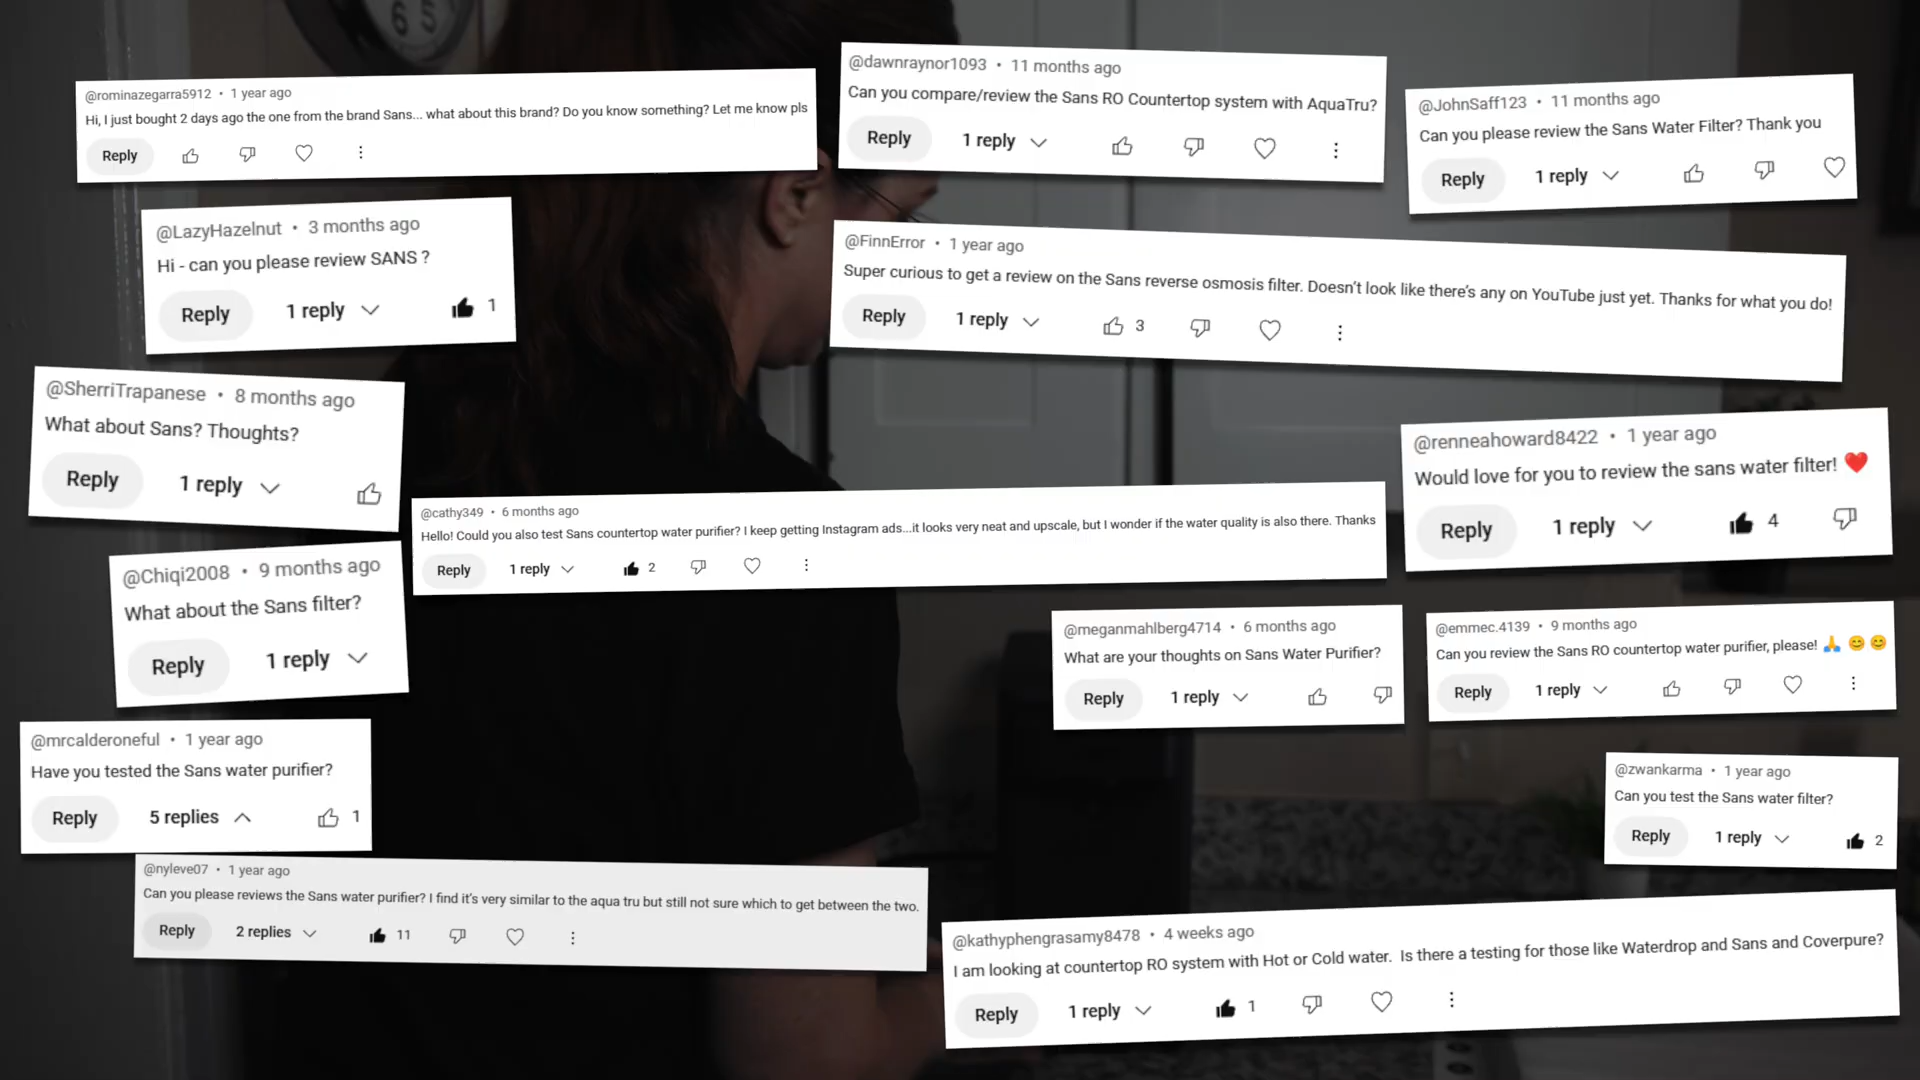 6 5
@rominazegarra5912 • 1 year ago
Hi, I just bought 2 days ago the one from the brand Sans... what about this brand? Do you know something? Let me know pls
Reply
@dawnraynor1093 • 11 months ago
Can you compare/review the Sans RO Countertop system with AquaTru?
Reply 1 reply
@JohnSaff123 • 11 months ago
Can you please review the Sans Water Filter? Thank you
Reply 1 reply
@LazyHazelnut • 3 months ago
Hi - can you please review SANS ?
Reply 1 reply 1
@FinnError • 1 year ago
Super curious to get a review on the Sans reverse osmosis filter. Doesn't look like there's any on YouTube just yet. Thanks for what you do!
Reply 1 reply 3
@SherriTrapanese • 8 months ago
What about Sans? Thoughts?
Reply 1 reply
@renneahoward8422 • 1 year ago
Would love for you to review the sans water filter! ❤️
Reply 1 reply 4
@cathy349 • 6 months ago
Hello! Could you also test Sans countertop water purifier? I keep getting Instagram ads...it looks very neat and upscale, but I wonder if the water quality is also there. Thanks
Reply 1 reply 2
@Chiqi2008 • 9 months ago
What about the Sans filter?
Reply 1 reply
@meganmahlberg4714 • 6 months ago
What are your thoughts on Sans Water Purifier?
Reply 1 reply
@emmec.4139 • 9 months ago
Can you review the Sans RO countertop water purifier, please! 🙏 😊 😊
Reply 1 reply
@mrcalderoneful • 1 year ago
Have you tested the Sans water purifier?
Reply 5 replies 1
@zwankarma • 1 year ago
Can you test the Sans water filter?
Reply 1 reply 2
@nyleve07 • 1 year ago
Can you please reviews the Sans water purifier? I find it's very similar to the aqua tru but still not sure which to get between the two.
Reply 2 replies 11
@kathyphengrasamy8478 • 4 weeks ago
I am looking at countertop RO system with Hot or Cold water. Is there a testing for those like Waterdrop and Sans and Coverpure?
Reply 1 reply 1